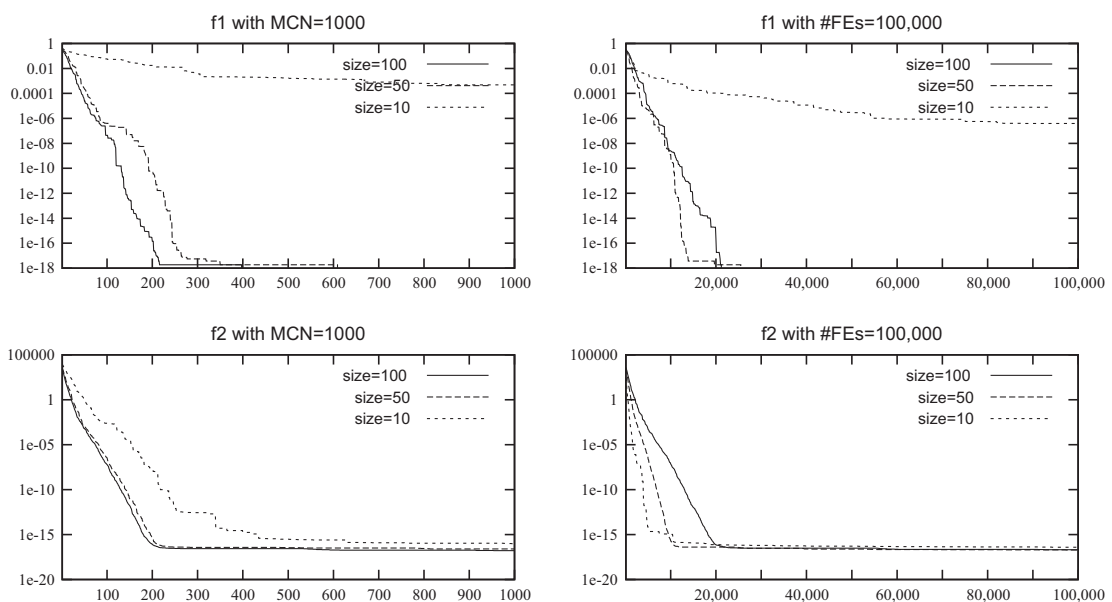 f1 with MCN=1000
1
0.01
0.0001
1e-06
1e-08
1e-10
1e-12
1e-14
1e-16
1e-18
size=100
size=50
size=10
100 200 300 400 500 600 700 800 900 1000
f1 with #FEs=100,000
1
0.01
0.0001
1e-06
1e-08
1e-10
1e-12
1e-14
1e-16
1e-18
size=100
size=50
size=10
20,000 40,000 60,000 80,000 100,000
f2 with MCN=1000
100000
1
1e-05
1e-10
1e-15
1e-20
size=100
size=50
size=10
100 200 300 400 500 600 700 800 900 1000
f2 with #FEs=100,000
100000
1
1e-05
1e-10
1e-15
1e-20
size=100
size=50
size=10
20,000 40,000 60,000 80,000 100,000